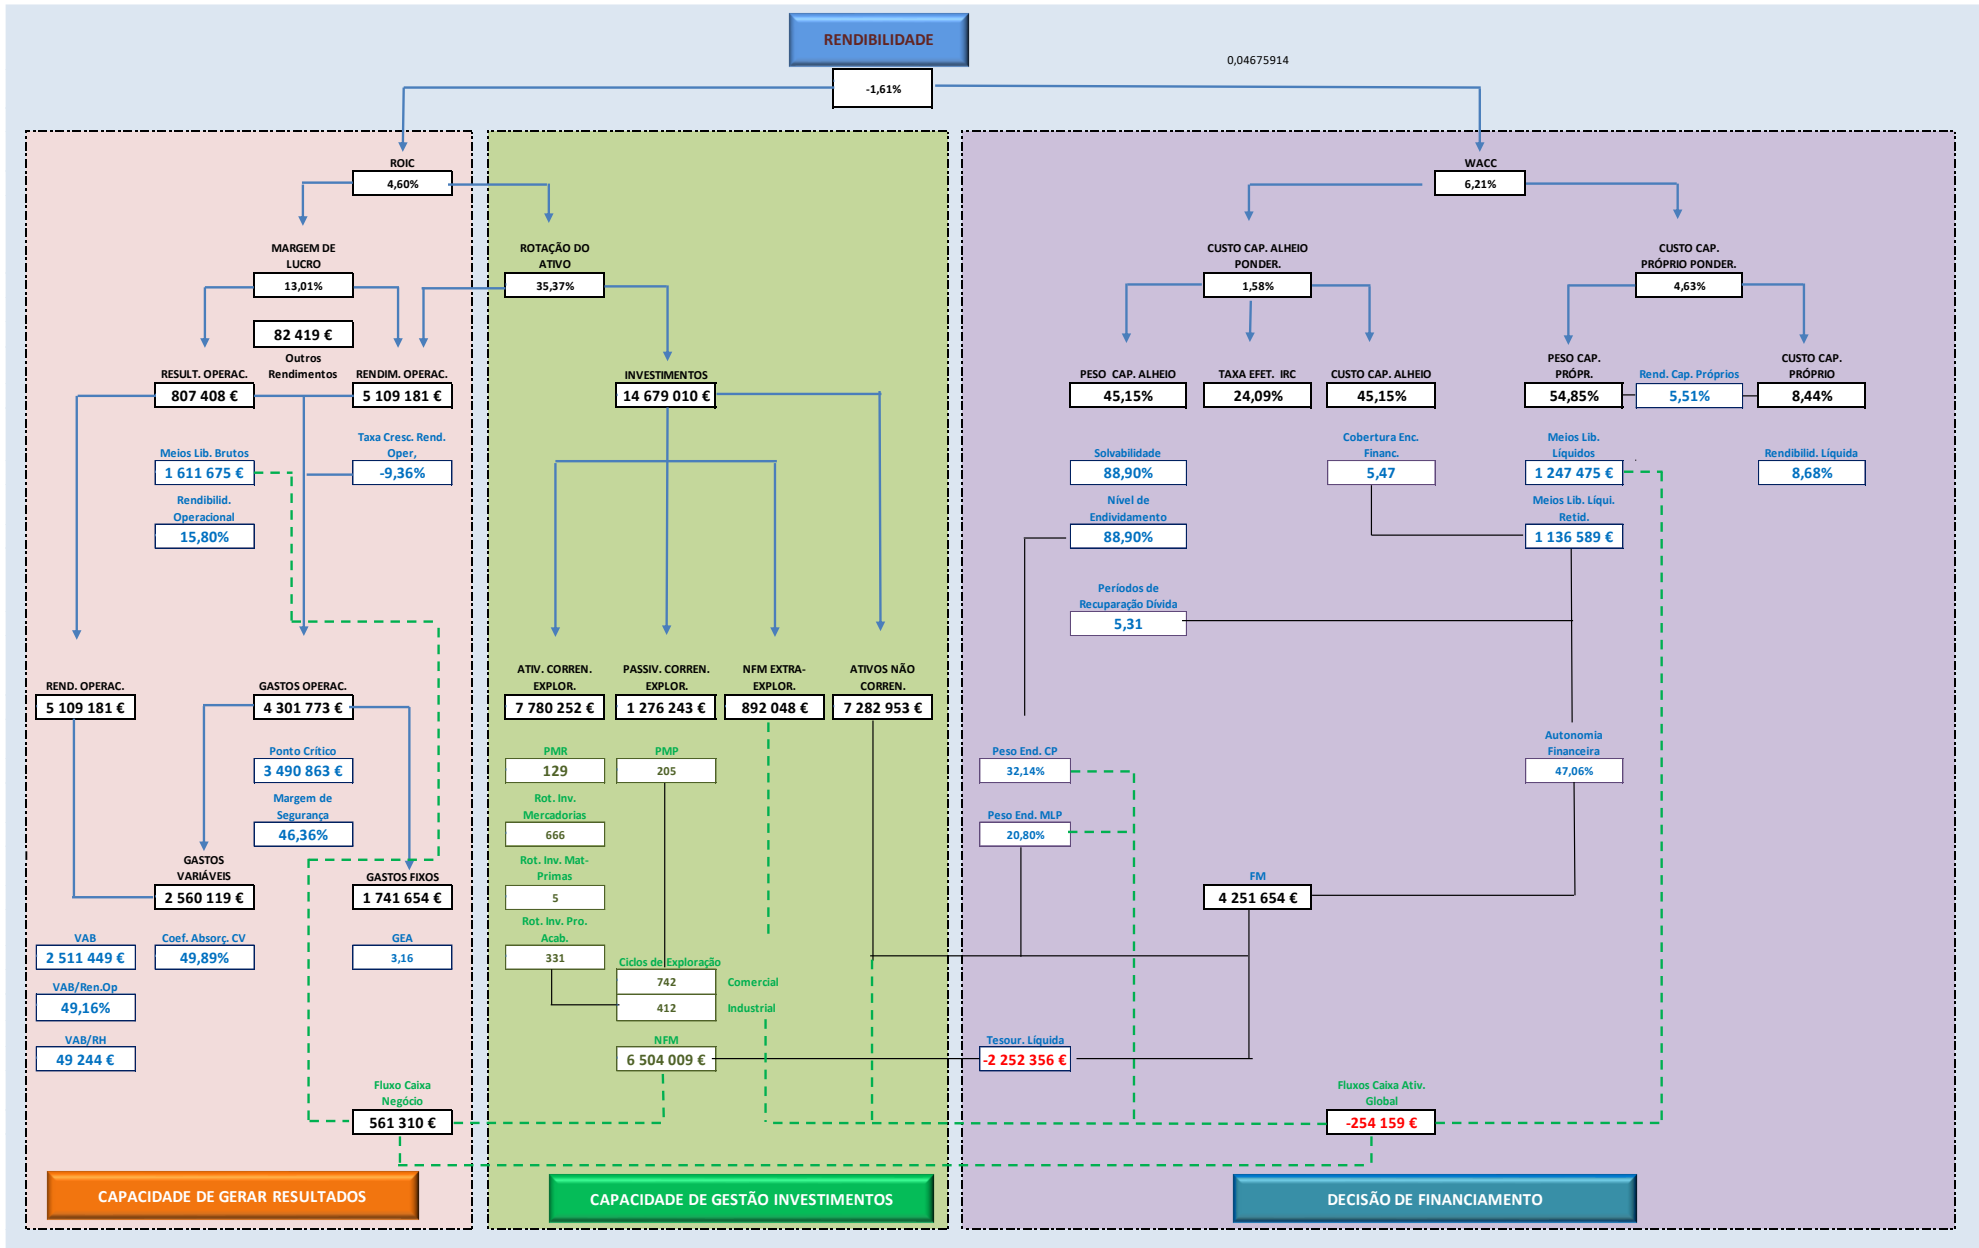 RENDIBILIDADE
0,04675914
-1,61%
ROIC
4,60%
WACC
6,21%
MARGEM DE
LUCRO
13,01%
ROTAÇÃO DO
ATIVO
35,37%
CUSTO CAP. ALHEIO
PONDER.
1,58%
CUSTO CAP.
PRÓPRIO PONDER.
4,63%
82 419 €
Outros
Rendimentos
RESULT. OPERAC.
807 408 €
RENDIM. OPERAC.
5 109 181 €
INVESTIMENTOS
14 679 010 €
PESO CAP. ALHEIO
45,15%
TAXA EFET. IRC
24,09%
CUSTO CAP. ALHEIO
45,15%
PESO CAP.
PRÓPR.
54,85%
Rend. Cap. Próprios
5,51%
CUSTO CAP.
PRÓPRIO
8,44%
Meios Lib. Brutos
1 611 675 €
Taxa Cresc. Rend.
Oper,
-9,36%
Solvabilidade
88,90%
Cobertura Enc.
Financ.
5,47
Meios Lib.
Líquidos
1 247 475 €
Rendibilid. Líquida
8,68%
Rendibilid.
Operacional
15,80%
Nível de
Endividamento
88,90%
Meios Lib. Líqui.
Retid.
1 136 589 €
Períodos de
Recuparação Dívida
5,31
REND. OPERAC.
5 109 181 €
GASTOS OPERAC.
4 301 773 €
ATIV. CORREN.
EXPLOR.
7 780 252 €
PASSIV. CORREN.
EXPLOR.
1 276 243 €
NFM EXTRA-
EXPLOR.
892 048 €
ATIVOS NÃO
CORREN.
7 282 953 €
Ponto Crítico
3 490 863 €
PMR
129
PMP
205
Peso End. CP
32,14%
Autonomia
Financeira
47,06%
Margem de
Segurança
46,36%
Rot. Inv.
Mercadorias
666
Peso End. MLP
20,80%
GASTOS
VARIÁVEIS
2 560 119 €
GASTOS FIXOS
1 741 654 €
Rot. Inv. Mat-
Primas
5
FM
4 251 654 €
VAB
2 511 449 €
Coef. Absorç. CV
49,89%
GEA
3,16
Rot. Inv. Pro.
Acab.
331
Ciclos de Exploração
742
Comercial
VAB/Ren.Op
49,16%
412
Industrial
VAB/RH
49 244 €
NFM
6 504 009 €
Tesour. Líquida
-2 252 356 €
Fluxo Caixa
Negócio
561 310 €
Fluxos Caixa Ativ.
Global
-254 159 €
CAPACIDADE DE GERAR RESULTADOS
CAPACIDADE DE GESTÃO INVESTIMENTOS
DECISÃO DE FINANCIAMENTO